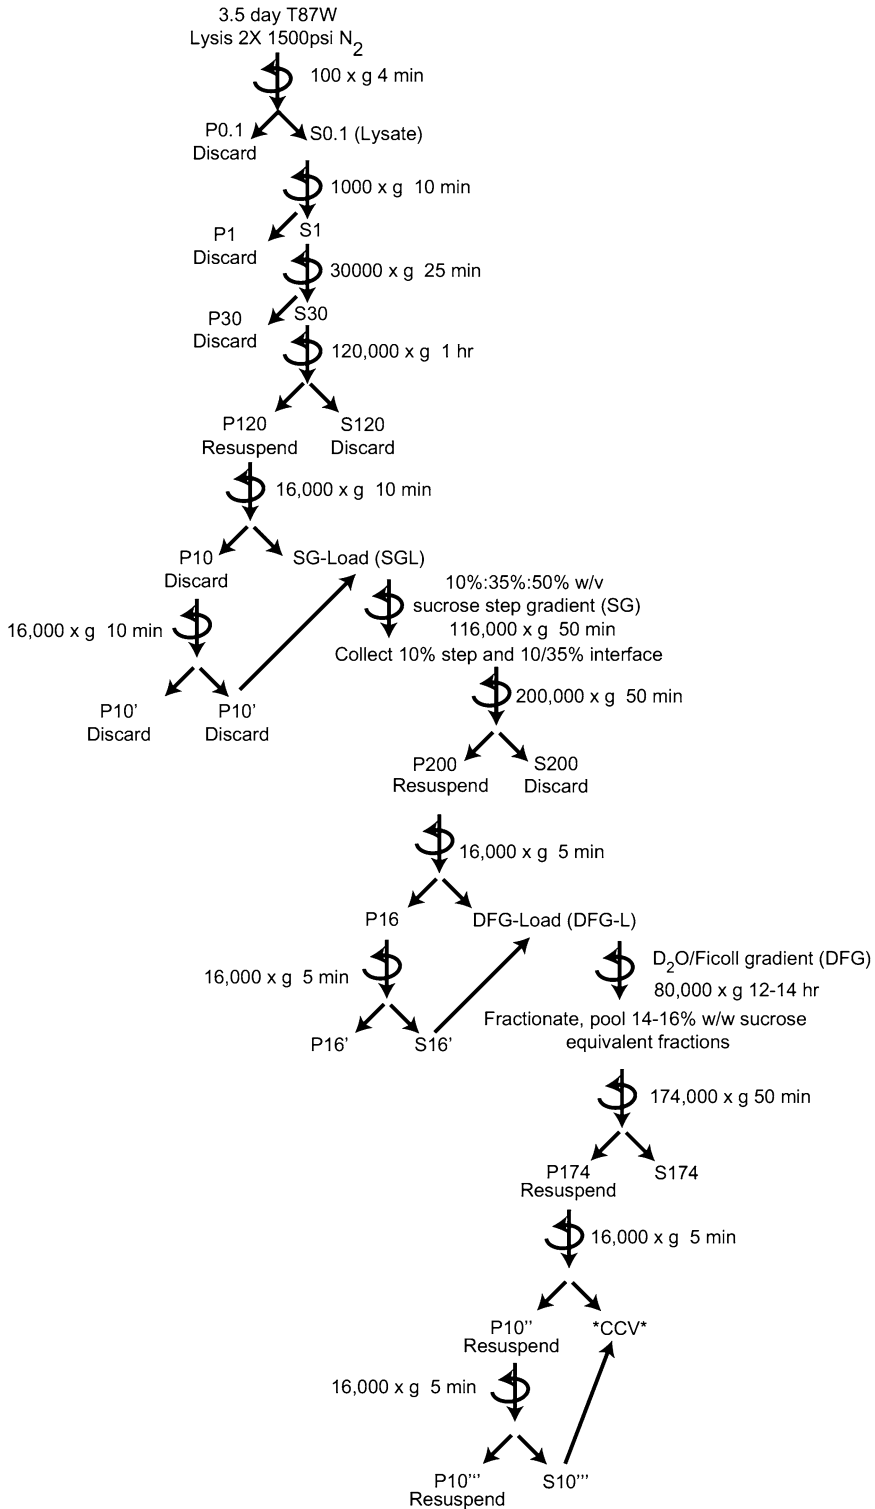 3.5 day T87W
Lysis 2X 1500psi N2
100 x g 4 min
P0.1
Discard
S0.1 (Lysate)
1000 x g 10 min
P1
Discard
S1
30000 x g 25 min
P30
Discard
S30
120,000 x g 1 hr
P120
Resuspend
S120
Discard
16,000 x g 10 min
P10
Discard
SG-Load (SGL)
10%:35%:50% w/v
sucrose step gradient (SG)
116,000 x g 50 min
Collect 10% step and 10/35% interface
16,000 x g 10 min
P10'
Discard
P10'
Discard
200,000 x g 50 min
P200
Resuspend
S200
Discard
16,000 x g 5 min
P16
DFG-Load (DFG-L)
16,000 x g 5 min
P16'
S16'
D2O/Ficoll gradient (DFG)
80,000 x g 12-14 hr
Fractionate, pool 14-16% w/w sucrose
equivalent fractions
174,000 x g 50 min
P174
Resuspend
S174
16,000 x g 5 min
P10''
Resuspend
*CCV*
16,000 x g 5 min
P10'''
Resuspend
S10'''